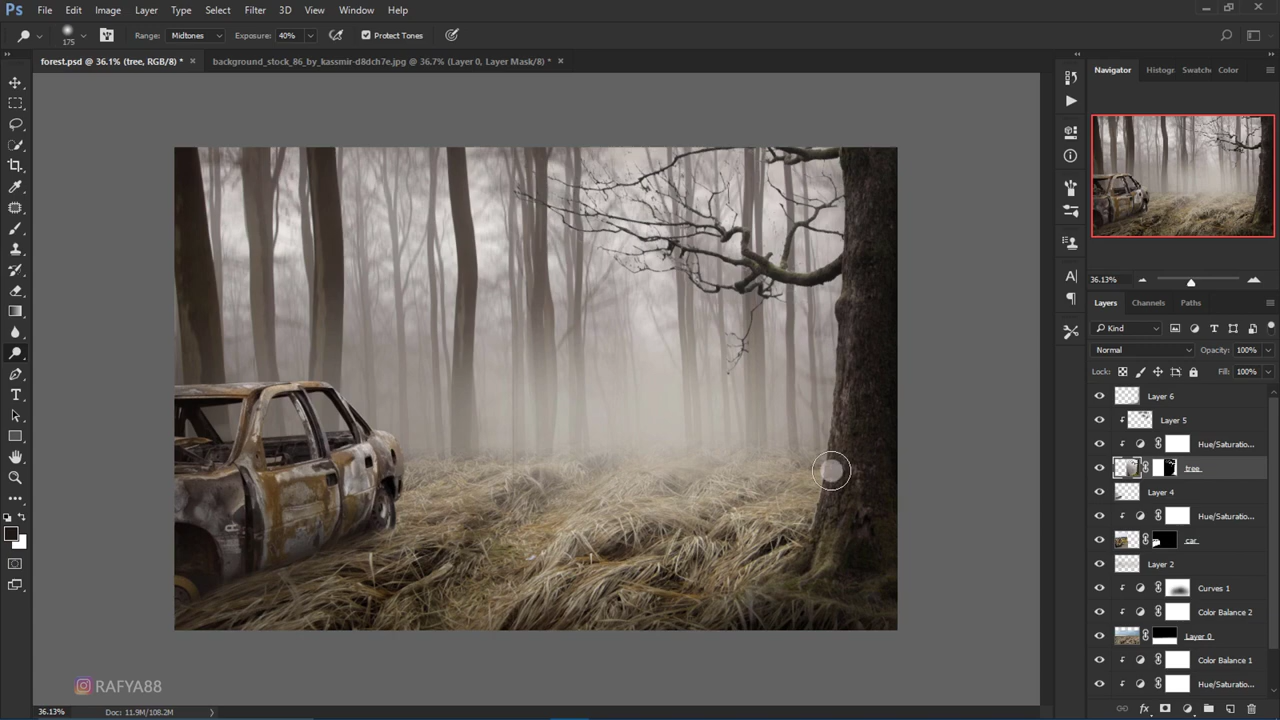 Ps File Edit Image Layer Type Select Filter 3D View Window Help
175 Range: Midtones Exposure: 40% Protect Tones
forest.psd @ 36.1% (tree, RGB/8) * × background_stock_86_by_kassmir-d8dch7e.jpg @ 36.7% (Layer 0, Layer Mask/8) * ×
Navigator Histogr Swatch Color
36.13%
Layers Channels Paths
Kind
Normal Opacity: 100%
Lock: Fill: 100%
Layer 6
Layer 5
Hue/Saturatio...
tree
Layer 4
Hue/Saturatio...
car
Layer 2
Curves 1
Color Balance 2
Layer 0
Color Balance 1
Hue/Saturatio...
RAFYA88
36.13% Doc: 11.9M/108.2M